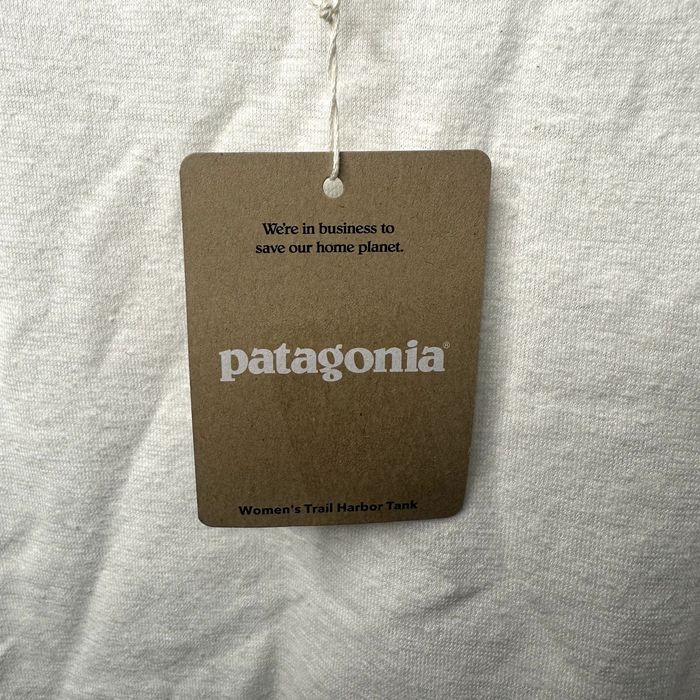 We're in business to
save our home planet.
patagonia®
Women's Trail Harbor Tank